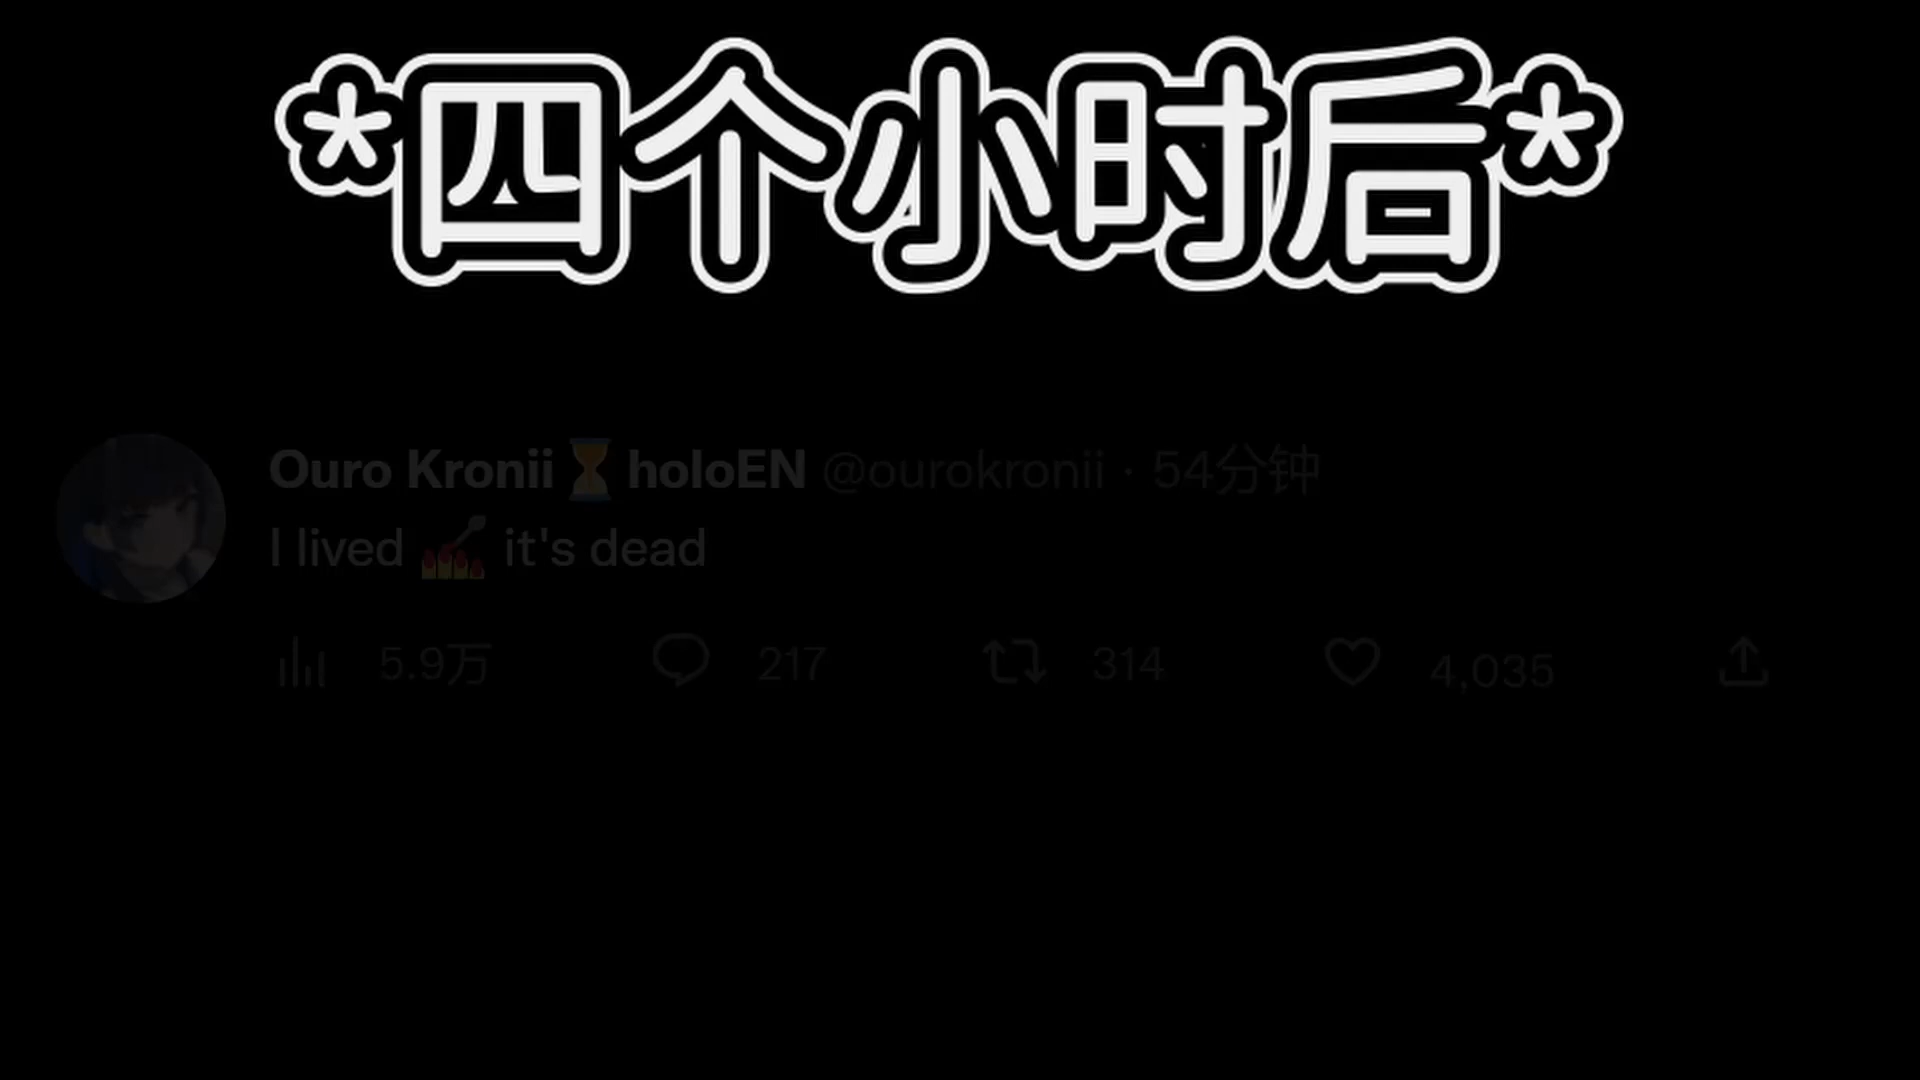 *四个小时后*
Ouro Kronii⏳holoEN @ourokronii · 54分钟
I lived 💅 it's dead
5.9万 217 314 4,035